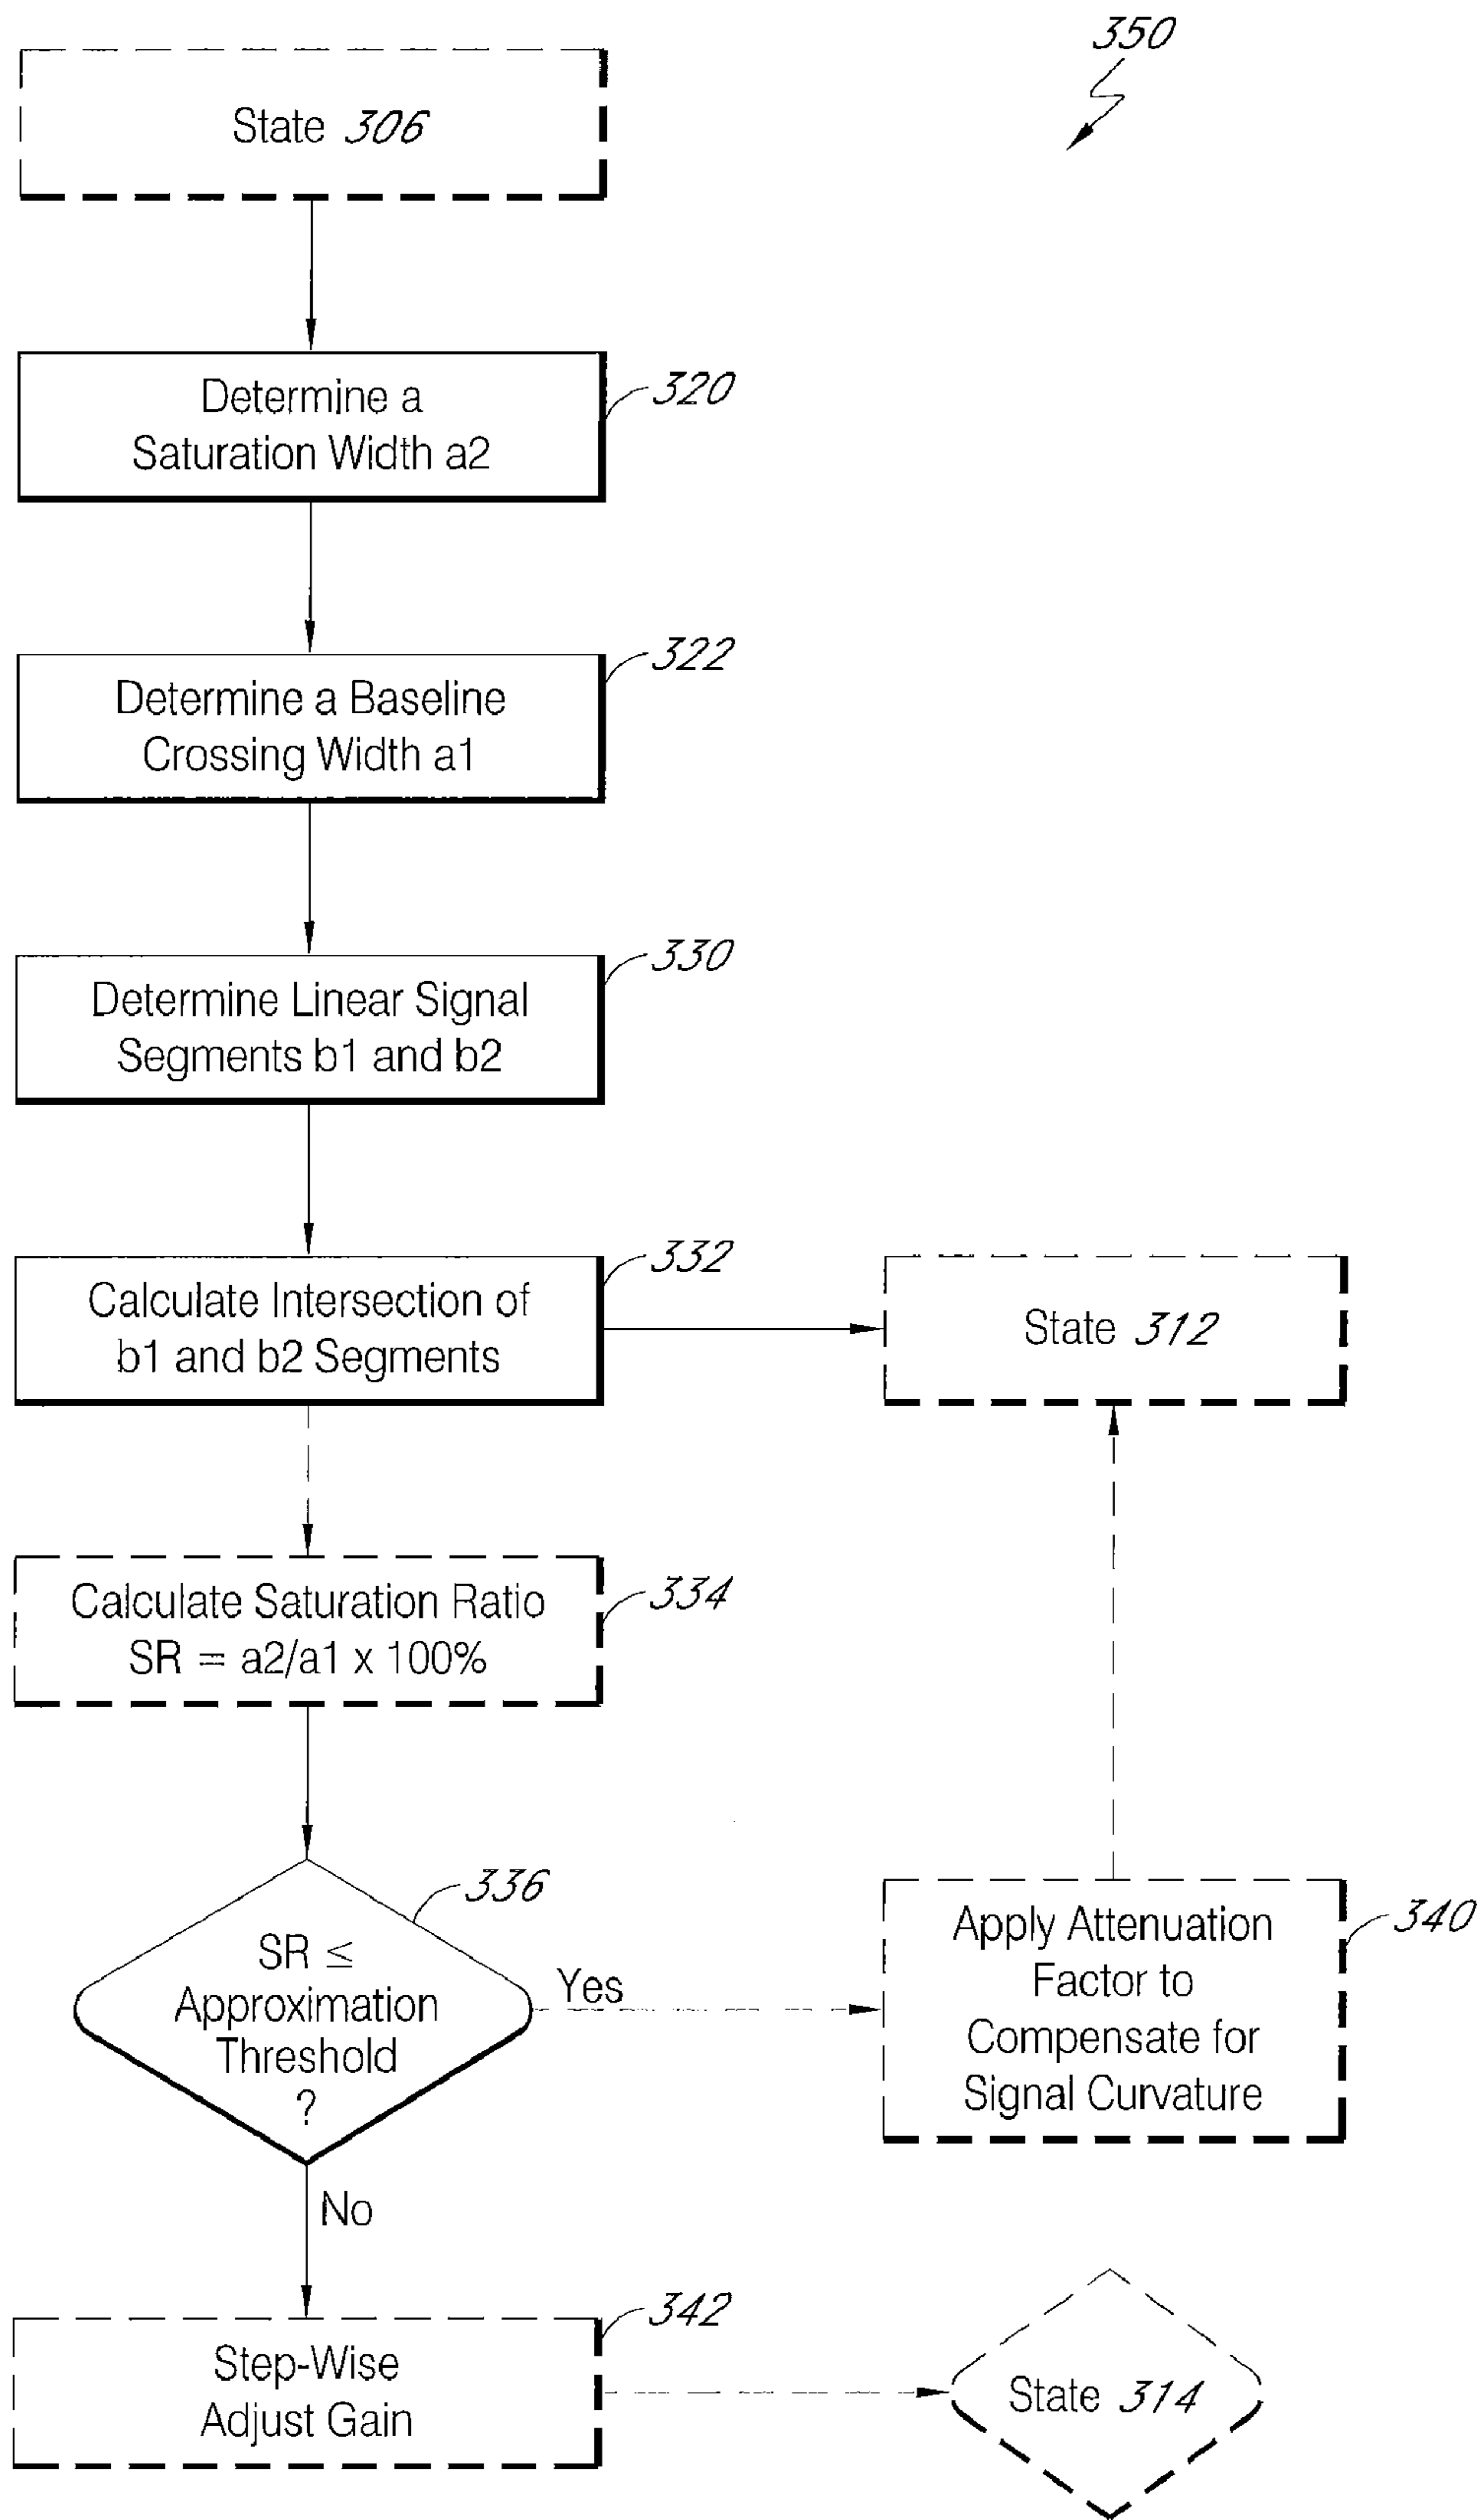 350
State 306
Determine a
Saturation Width a2
320
Determine a Baseline
Crossing Width a1
322
Determine Linear Signal
Segments b1 and b2
330
Calculate Intersection of
b1 and b2 Segments
332
State 312
Calculate Saturation Ratio
SR = a2/a1 x 100%
334
SR ≤
Approximation
Threshold
?
336
Yes
Apply Attenuation
Factor to
Compensate for
Signal Curvature
340
No
Step-Wise
Adjust Gain
342
State 314